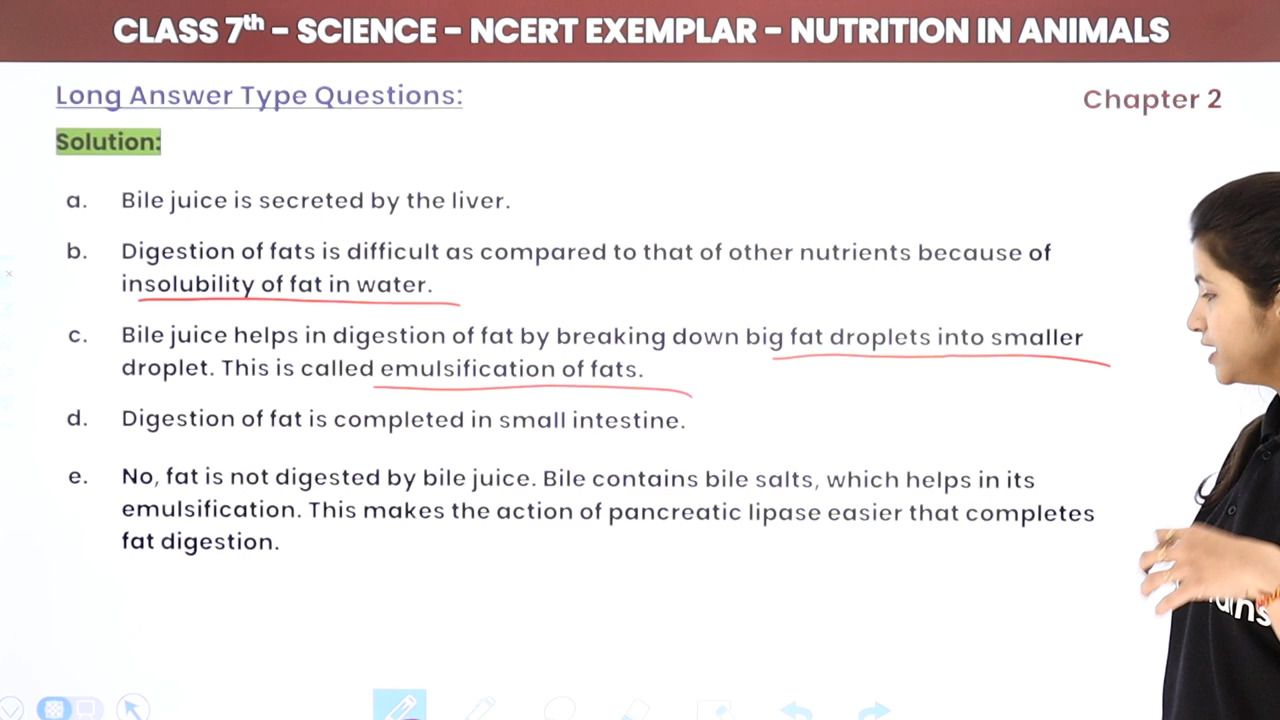 CLASS 7th – SCIENCE – NCERT EXEMPLAR – NUTRITION IN ANIMALS
Long Answer Type Questions:
Chapter 2
Solution:
a. Bile juice is secreted by the liver.
b. Digestion of fats is difficult as compared to that of other nutrients because of
insolubility of fat in water.
c. Bile juice helps in digestion of fat by breaking down big fat droplets into smaller
droplet. This is called emulsification of fats.
d. Digestion of fat is completed in small intestine.
e. No, fat is not digested by bile juice. Bile contains bile salts, which helps in its
emulsification. This makes the action of pancreatic lipase easier that completes
fat digestion.